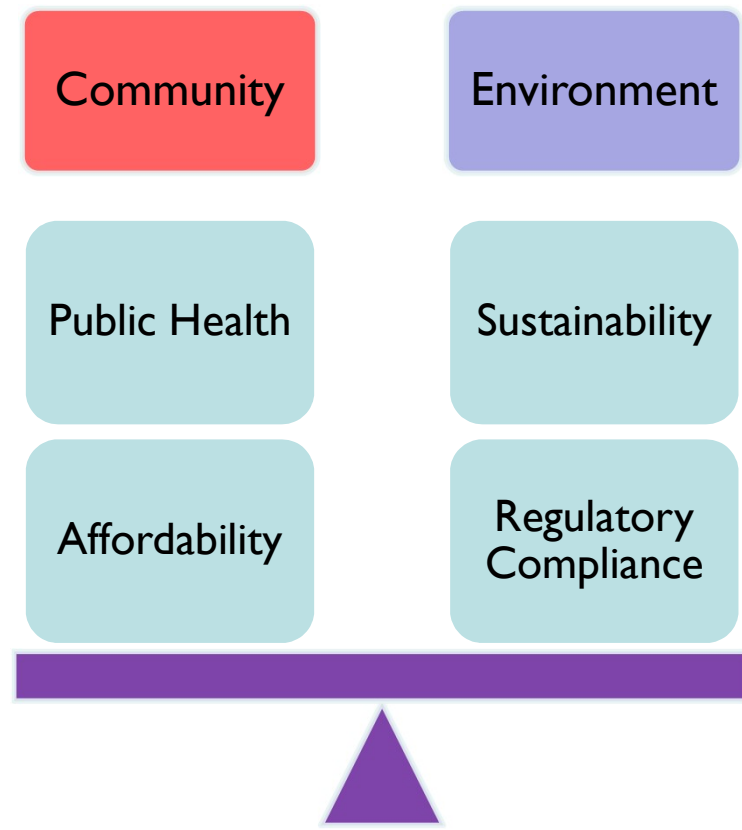 Community
Environment
Public Health
Sustainability
Affordability
Regulatory
Compliance